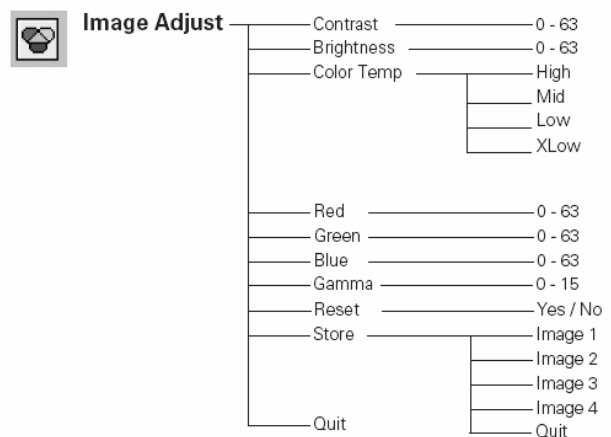 Image Adjust Contrast 0 - 63
Brightness 0 - 63
Color Temp High
Mid
Low
XLow
Red 0 - 63
Green 0 - 63
Blue 0 - 63
Gamma 0 - 15
Reset Yes / No
Store Image 1
Image 2
Image 3
Image 4
Quit Quit